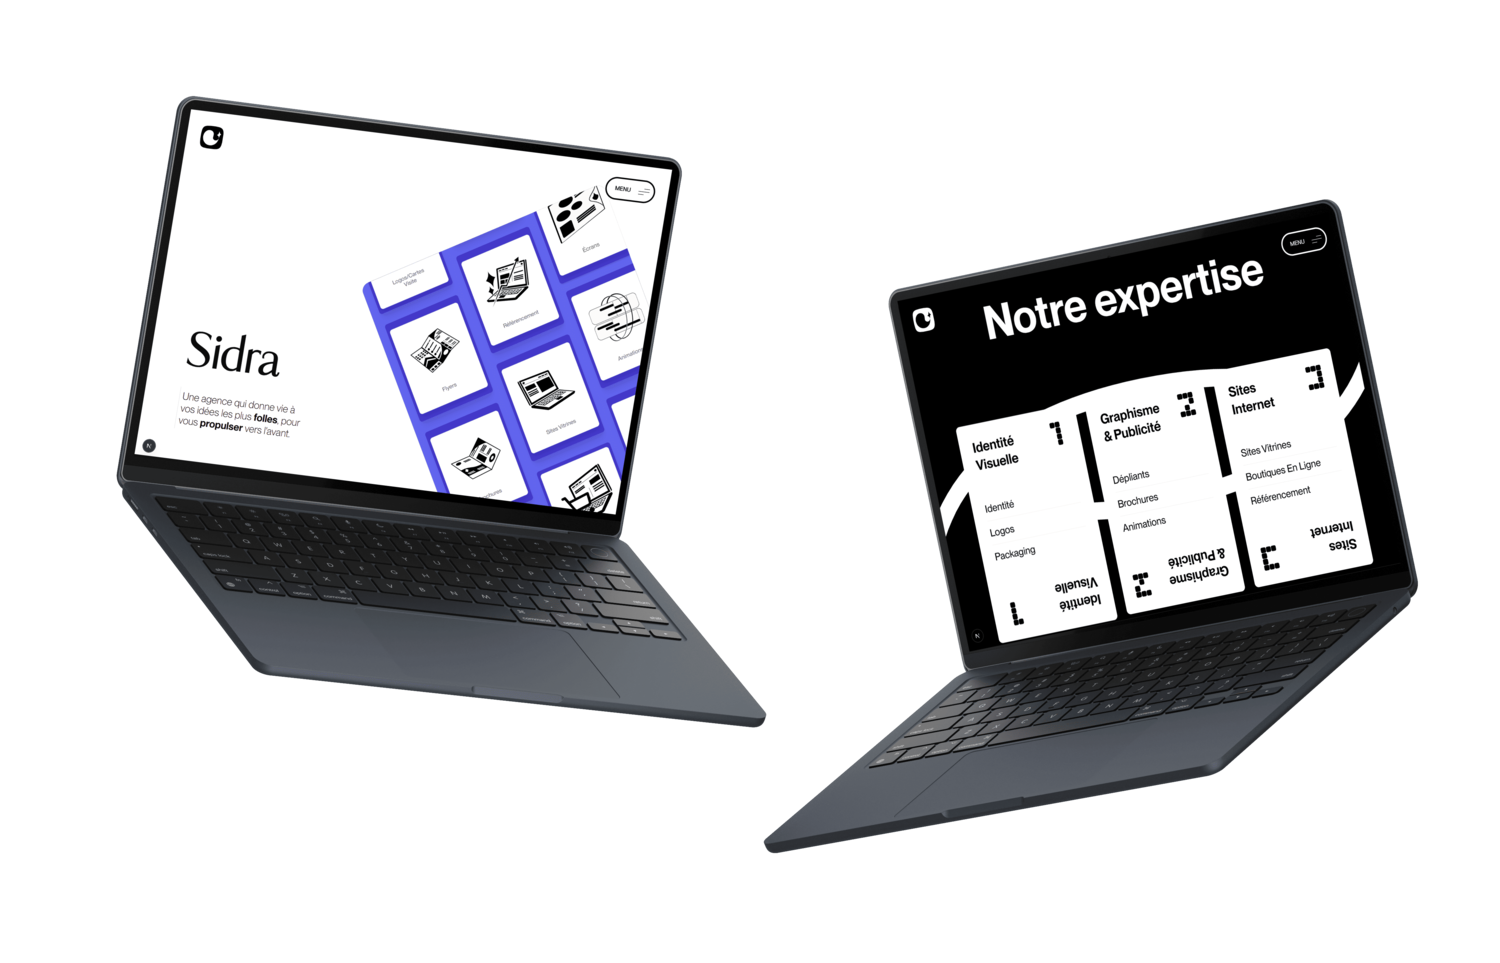 MENU
Écrans
Logos/Cartes
Visite
Référencement
Animations
Flyers
Sites Vitrines
Sidra
Une agence qui donne vie à
vos idées les plus folles, pour
vous propulser vers l'avant.
N
MENU
Notre expertise
Identité
Visuelle
1
Identité
Logos
Packaging
Identité
Visuelle
1
Graphisme
& Publicité
2
Dépliants
Brochures
Animations
Graphisme
& Publicité
2
Sites
Internet
3
Sites Vitrines
Boutiques En Ligne
Référencement
Sites
Internet
N